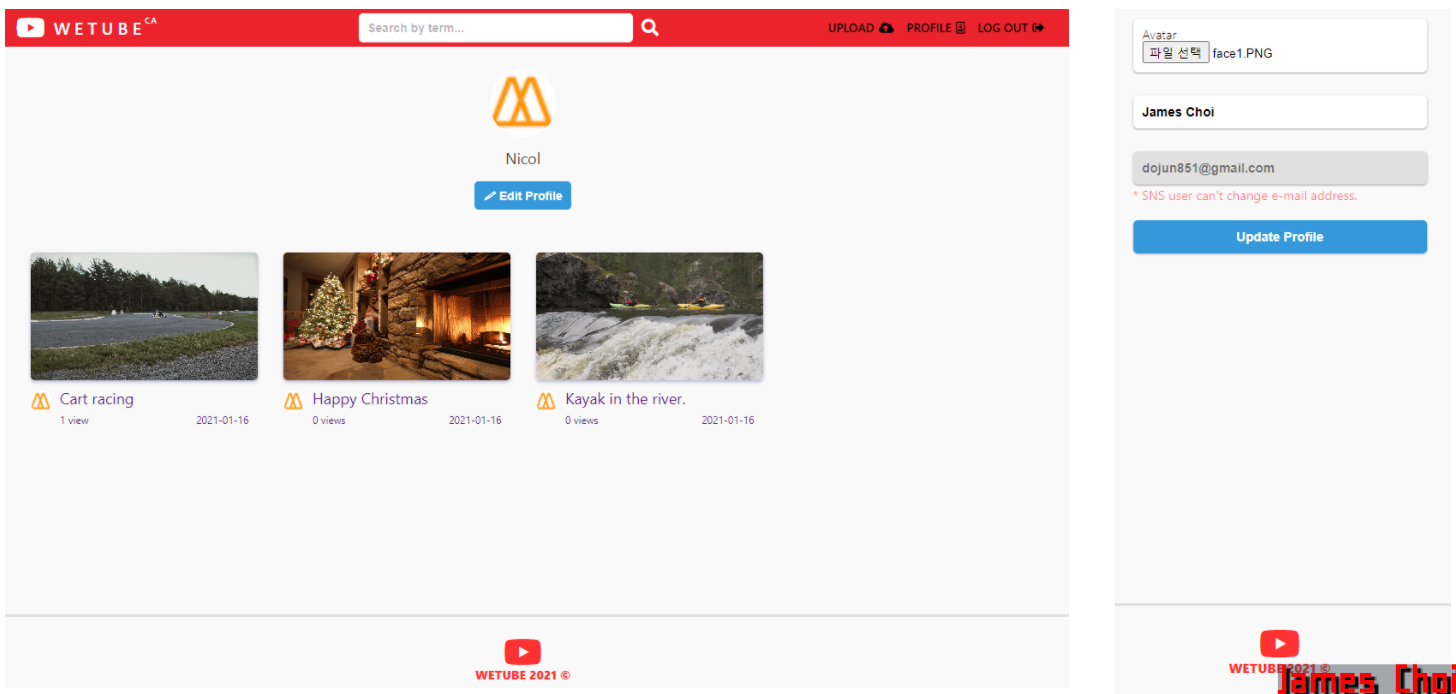 WETUBE CA
Search by term...
UPLOAD PROFILE LOG OUT
Nicol
Edit Profile
Cart racing
1 view 2021-01-16
Happy Christmas
0 views 2021-01-16
Kayak in the river.
0 views 2021-01-16
WETUBE 2021 ©
Avatar
파일 선택 face1.PNG
James Choi
dojun851@gmail.com
* SNS user can't change e-mail address.
Update Profile
WETUBE 2021 ©
James Choi